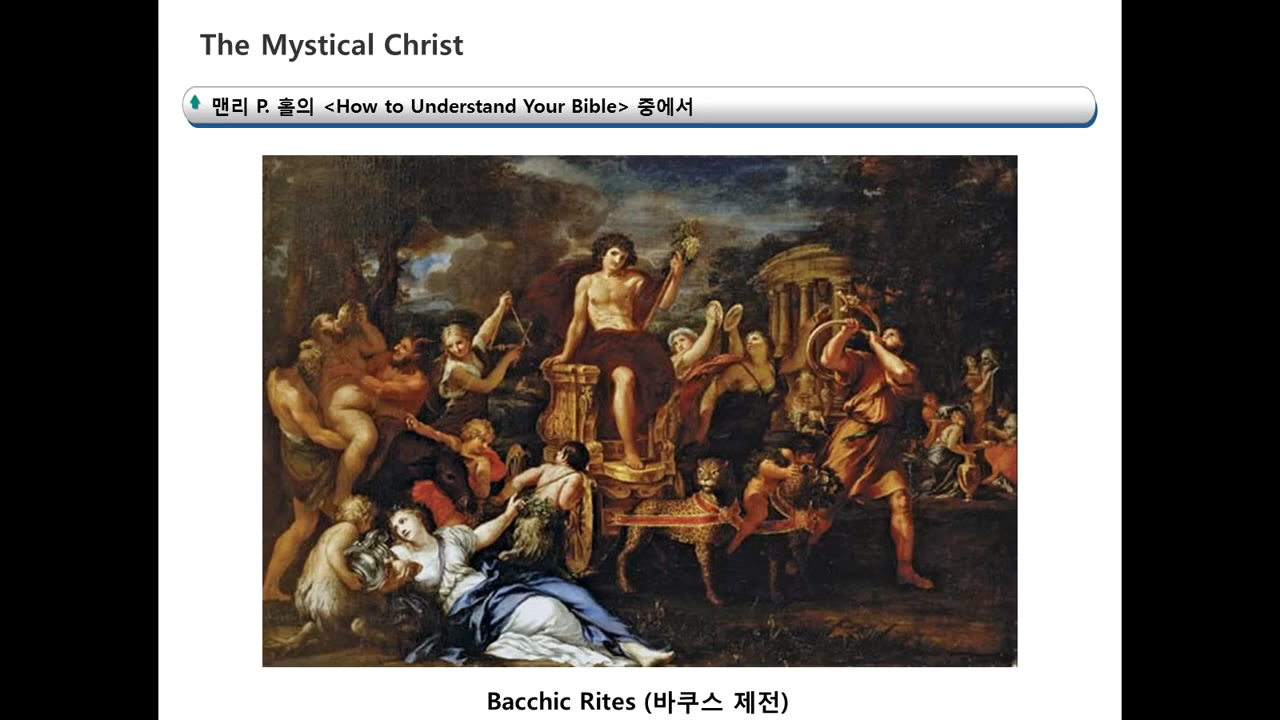 The Mystical Christ
맨리 P. 홀의 <How to Understand Your Bible> 중에서
Bacchic Rites (바쿠스 제전)